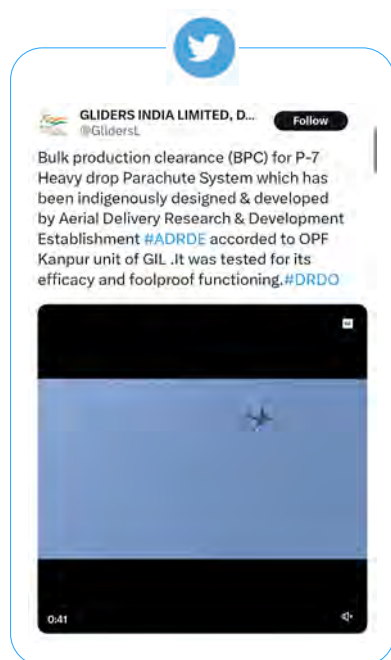 GLIDERS INDIA LIMITED, D...
Follow
@GlidersL
Bulk production clearance (BPC) for P-7
Heavy drop Parachute System which has
been indigenously designed & developed
by Aerial Delivery Research & Development
Establishment #ADRDE accorded to OPF
Kanpur unit of GIL .It was tested for its
efficacy and foolproof functioning.#DRDO
0:41